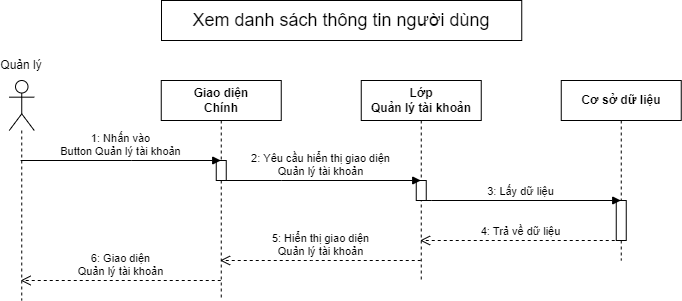 Xem danh sách thông tin người dùng
Quản lý
Giao diện
Chính
Lớp
Quản lý tài khoản
Cơ sở dữ liệu
1: Nhấn vào
Button Quản lý tài khoản
2: Yêu cầu hiển thị giao diện
Quản lý tài khoản
3: Lấy dữ liệu
4: Trả về dữ liệu
5: Hiển thị giao diện
Quản lý tài khoản
6: Giao diện
Quản lý tài khoản